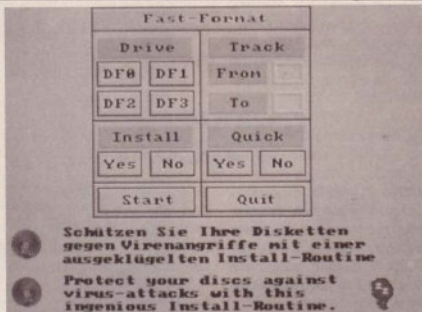 Fast-Format
Drive Track
DF0 DF1 From
DF2 DF3 To
Install Quick
Yes No Yes No
Start Quit
Schützen Sie Ihre Disketten
gegen Virenangriffe mit einer
ausgeklügelten Install-Routine
Protect your discs against
virus-attacks with this
ingenious Install-Routine.